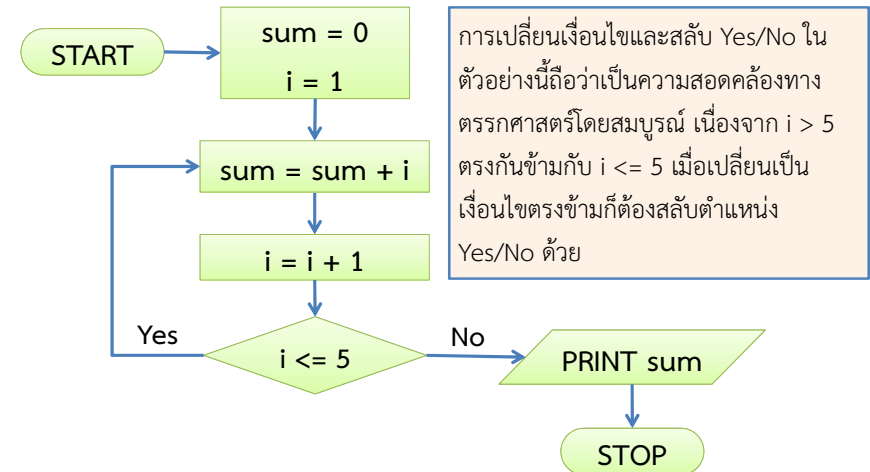 START
sum = 0
i = 1
การเปลี่ยนเงื่อนไขและสลับ Yes/No ใน
ตัวอย่างนี้ถือว่าเป็นความสอดคล้องทาง
ตรรกศาสตร์โดยสมบูรณ์ เนื่องจาก i > 5
ตรงกันข้ามกับ i <= 5 เมื่อเปลี่ยนเป็น
เงื่อนไขตรงข้ามก็ต้องสลับตำแหน่ง
Yes/No ด้วย
sum = sum + i
i = i + 1
Yes
i <= 5
No
PRINT sum
STOP